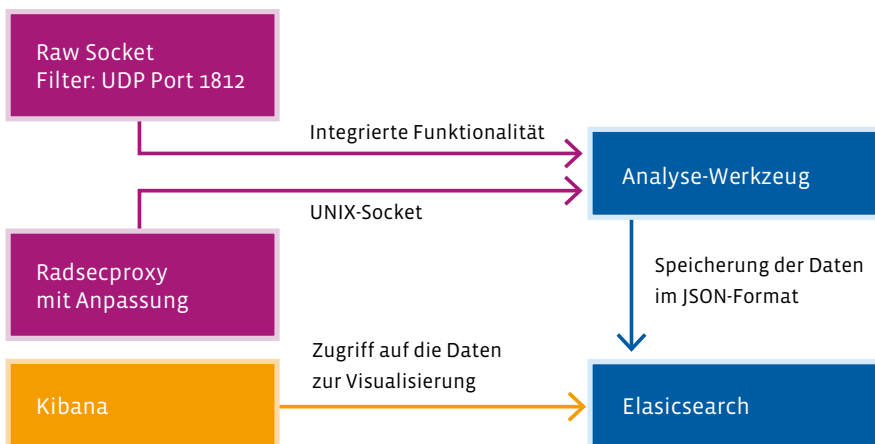 Raw Socket
Filter: UDP Port 1812
Integrierte Funktionalität
Analyse-Werkzeug
UNIX-Socket
Radsecproxy
mit Anpassung
Speicherung der Daten
im JSON-Format
Zugriff auf die Daten
zur Visualisierung
Kibana
Elasicsearch